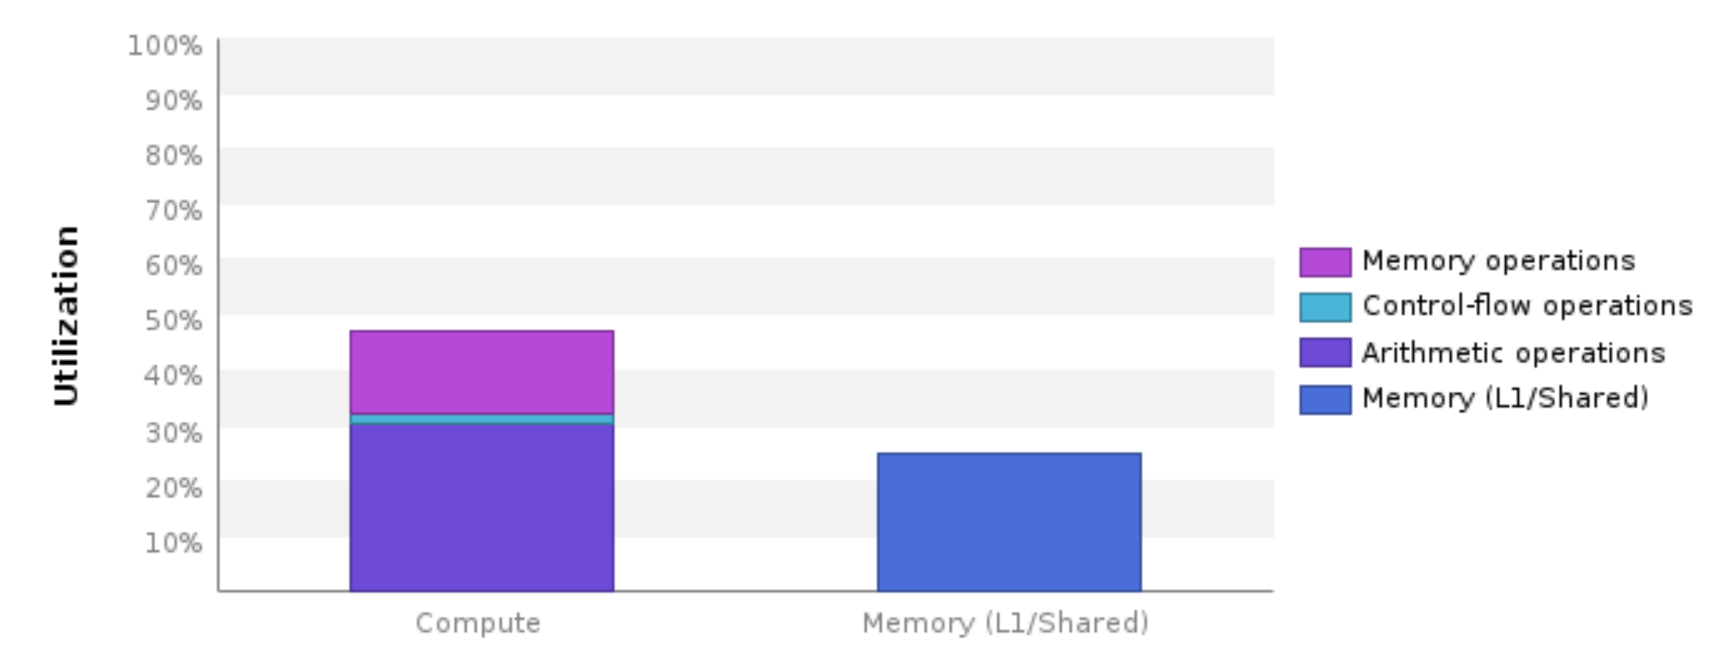 100%
90%
80%
70%
60%
50%
40%
30%
20%
10%
Utilization
Compute
Memory (L1/Shared)
Memory operations
Control-flow operations
Arithmetic operations
Memory (L1/Shared)